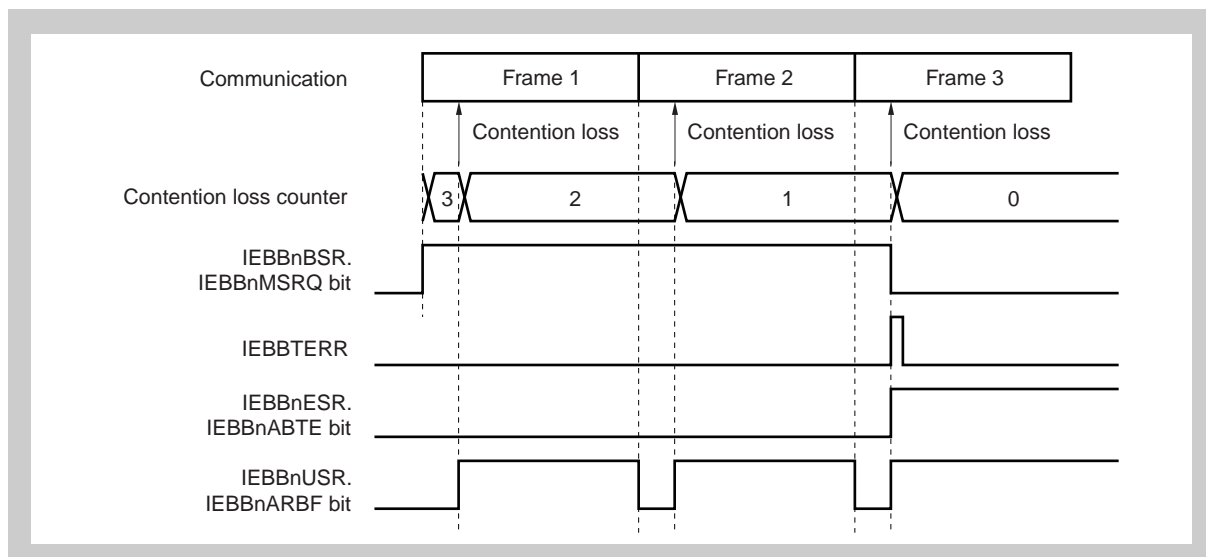 Communication
Frame 1
Frame 2
Frame 3
Contention loss
Contention loss
Contention loss
Contention loss counter
3
2
1
0
IEBBnBSR.
IEBBnMSRQ bit
IEBBTERR
IEBBnESR.
IEBBnABTE bit
IEBBnUSR.
IEBBnARBF bit